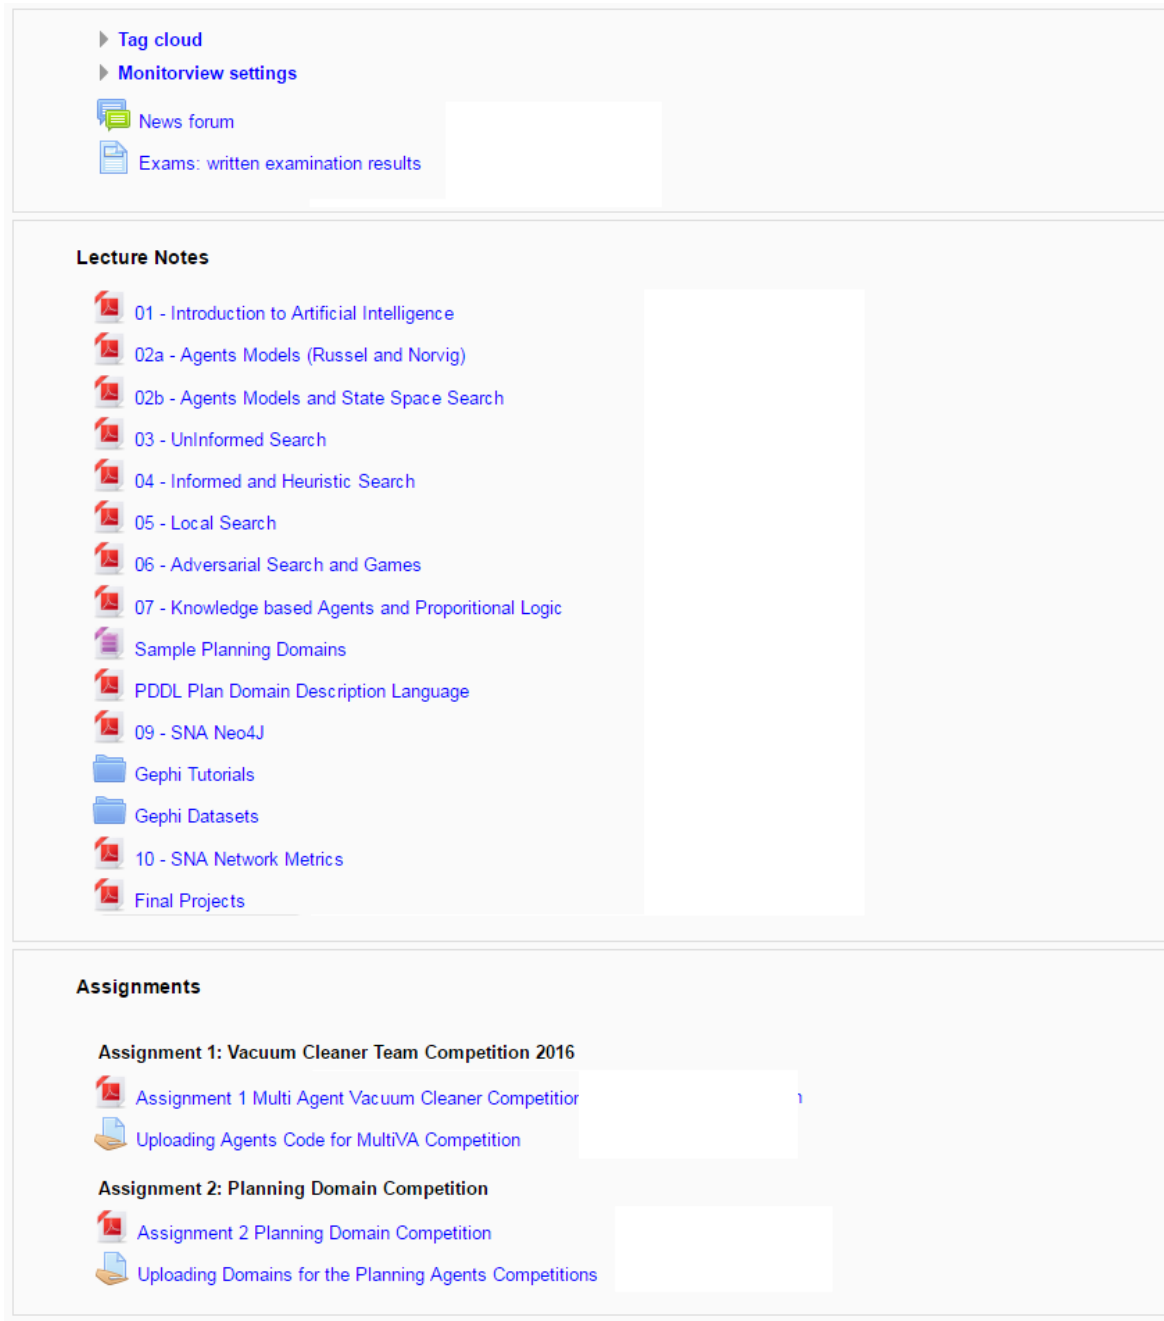 Tag cloud
Monitorview settings
News forum
Exams: written examination results
Lecture Notes
01 - Introduction to Artificial Intelligence
02a - Agents Models (Russel and Norvig)
02b - Agents Models and State Space Search
03 - UnInformed Search
04 - Informed and Heuristic Search
05 - Local Search
06 - Adversarial Search and Games
07 - Knowledge based Agents and Proporitional Logic
Sample Planning Domains
PDDL Plan Domain Description Language
09 - SNA Neo4J
Gephi Tutorials
Gephi Datasets
10 - SNA Network Metrics
Final Projects
Assignments
Assignment 1: Vacuum Cleaner Team Competition 2016
Assignment 1 Multi Agent Vacuum Cleaner Competition
Uploading Agents Code for MultiVA Competition
Assignment 2: Planning Domain Competition
Assignment 2 Planning Domain Competition
Uploading Domains for the Planning Agents Competitions